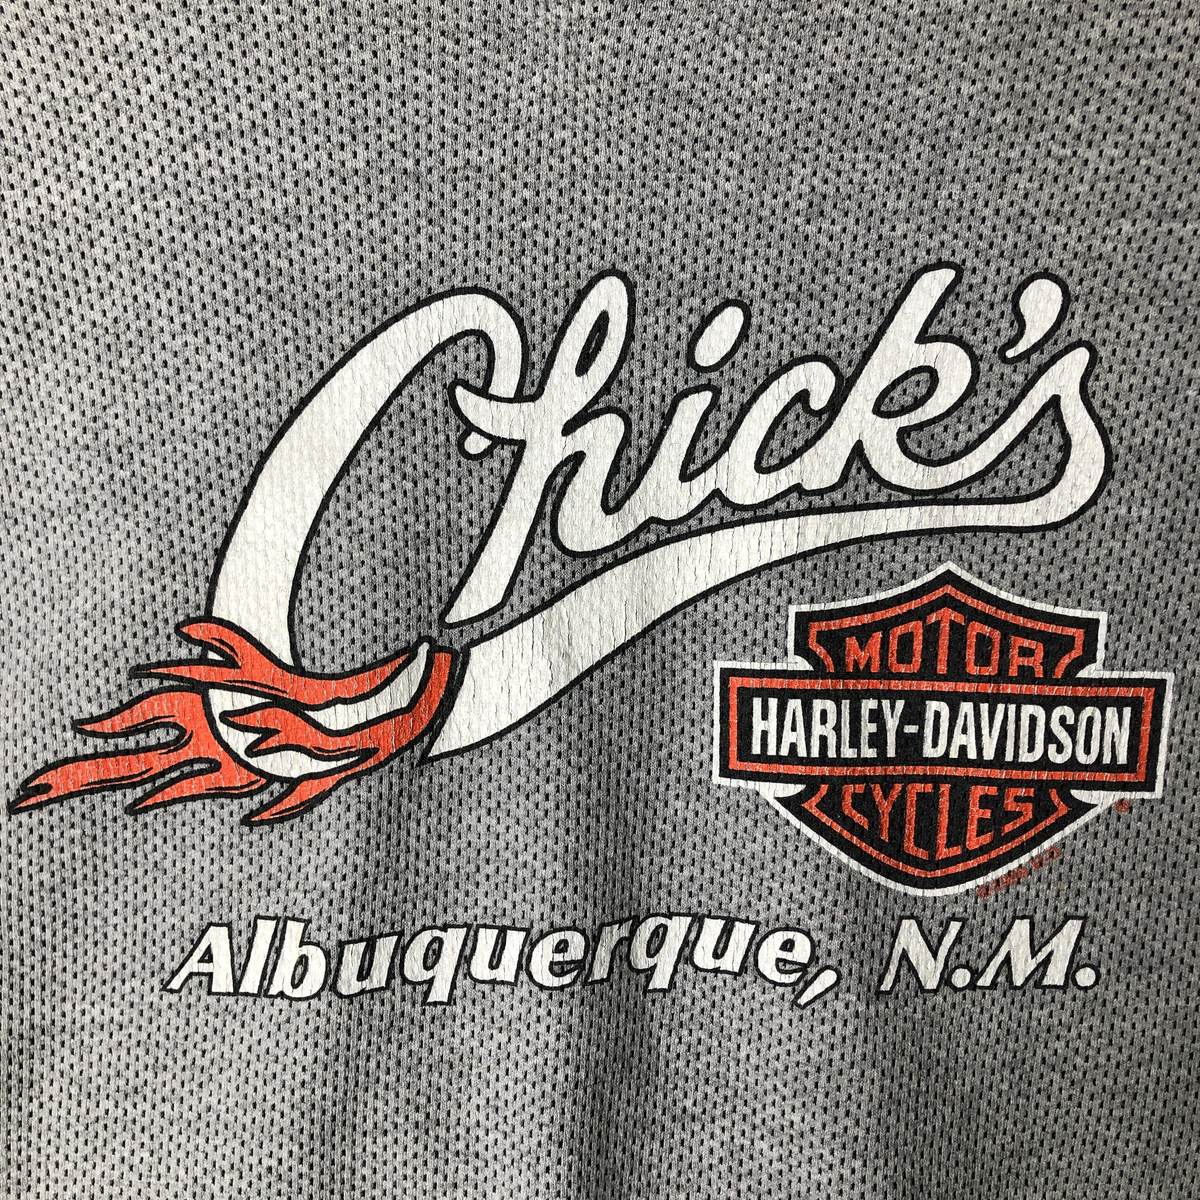 Chick's
MOTOR
HARLEY-DAVIDSON
CYCLES
®
Albuquerque, N.M.